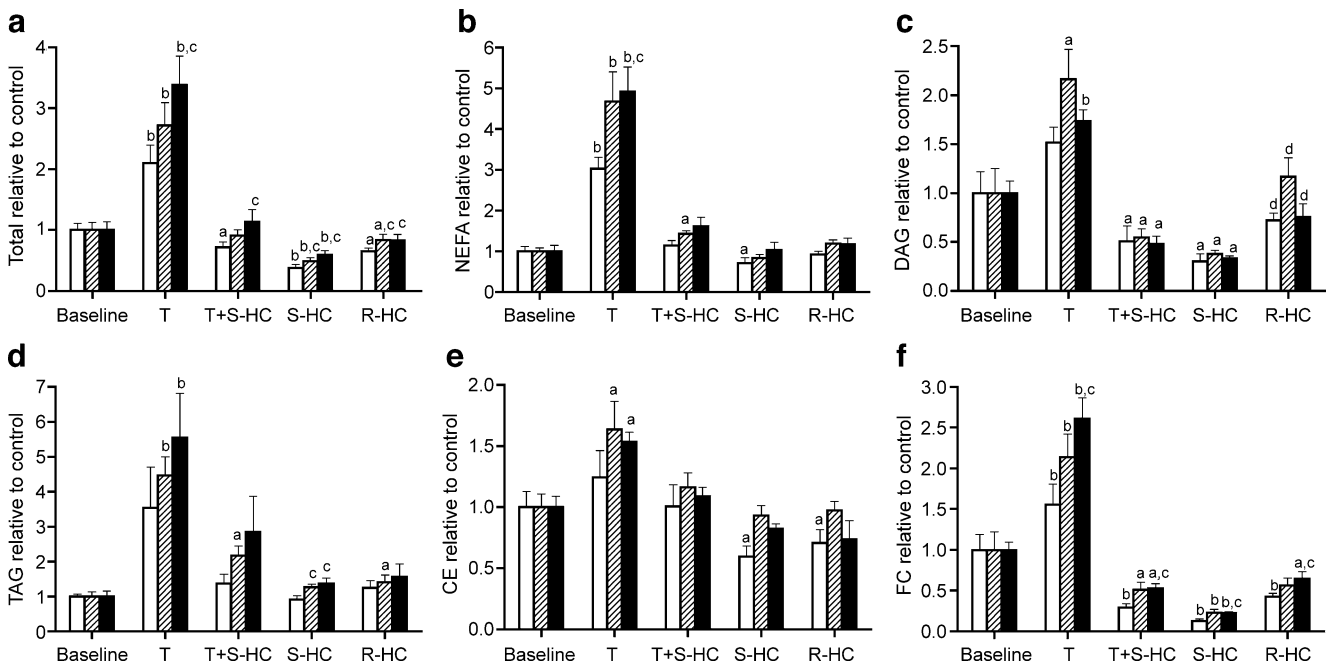 a
Total relative to control
4
3
2
1
0
b b b,c
a c
b b,c b,c
a a,c c
Baseline T T+S-HC S-HC R-HC
b
NEFA relative to control
6
5
4
3
2
1
0
b b b,c
a
a
Baseline T T+S-HC S-HC R-HC
c
DAG relative to control
2.5
2.0
1.5
1.0
0.5
0.0
a b
a a a
a a a
d d d
Baseline T T+S-HC S-HC R-HC
d
TAG relative to control
7
6
5
4
3
2
1
0
b b
a
c c
a
Baseline T T+S-HC S-HC R-HC
e
CE relative to control
2.0
1.5
1.0
0.5
0.0
a a
a
a
Baseline T T+S-HC S-HC R-HC
f
FC relative to control
3.0
2.5
2.0
1.5
1.0
0.5
0.0
b b b,c
b a a,c
b b b,c
b a,c
Baseline T T+S-HC S-HC R-HC